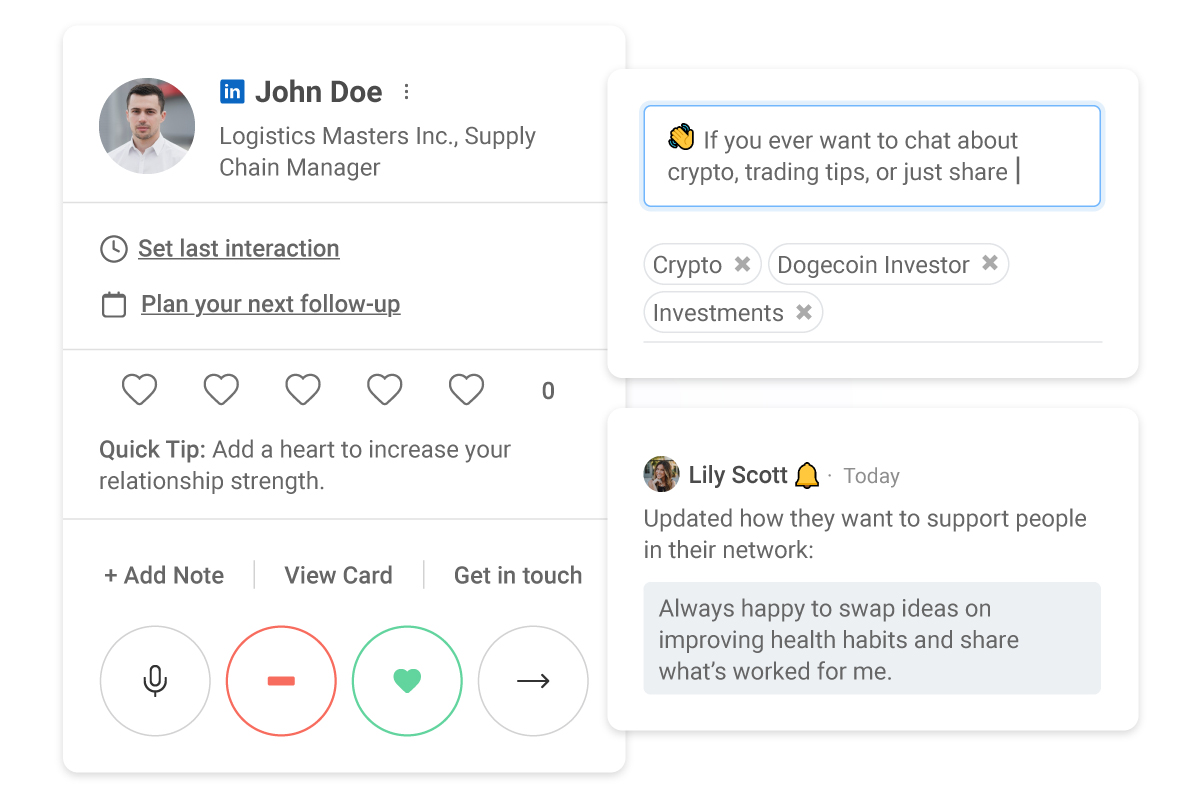 in John Doe
Logistics Masters Inc., Supply
Chain Manager
Set last interaction
Plan your next follow-up
0
Quick Tip: Add a heart to increase your
relationship strength.
+ Add Note
View Card
Get in touch
👋 If you ever want to chat about
crypto, trading tips, or just share
Crypto ✖ Dogecoin Investor ✖
Investments ✖
Lily Scott 🔔 · Today
Updated how they want to support people
in their network:
Always happy to swap ideas on
improving health habits and share
what’s worked for me.